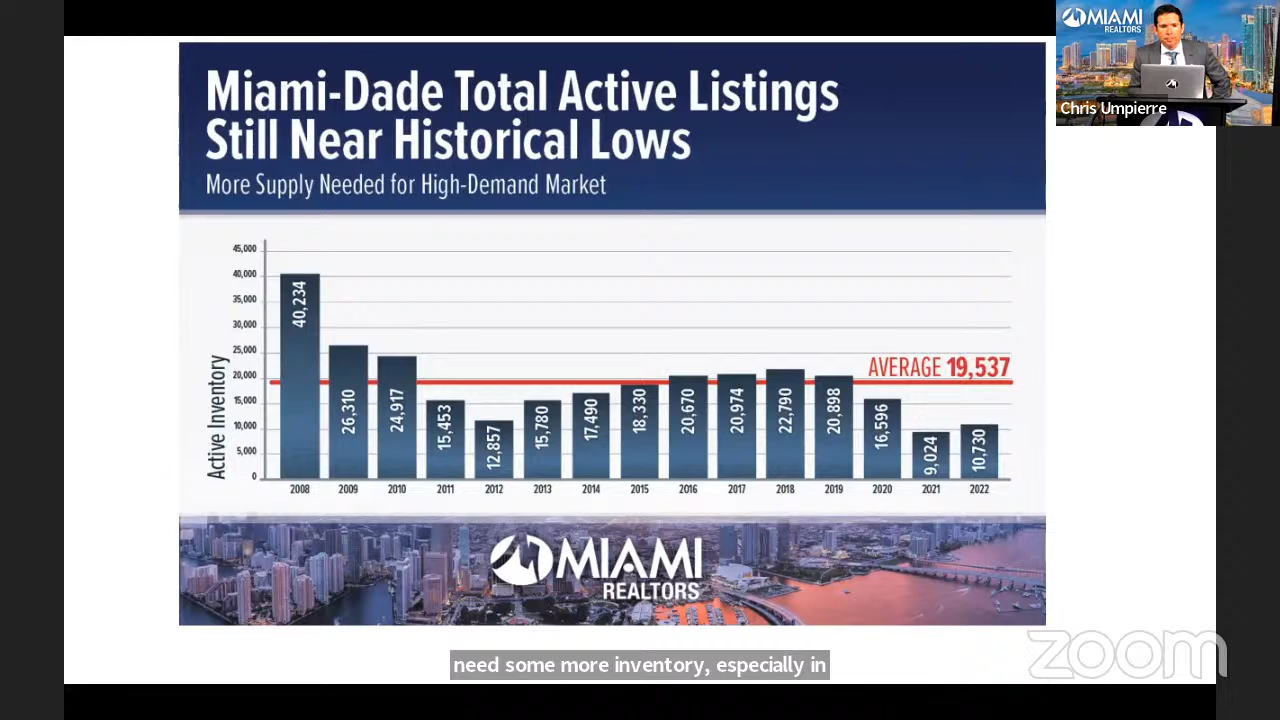 Miami-Dade Total Active Listings
Still Near Historical Lows
More Supply Needed for High-Demand Market
MIAMI
REALTORS
Chris Umpierre
Active Inventory
45,000
40,000
35,000
30,000
25,000
20,000
15,000
10,000
5,000
0
AVERAGE 19,537
40,234
26,310
24,917
15,453
12,857
15,780
17,490
18,330
20,670
20,974
22,790
20,898
16,596
9,024
10,730
2008 2009 2010 2011 2012 2013 2014 2015 2016 2017 2018 2019 2020 2021 2022
MIAMI
REALTORS
zoom
need some more inventory, especially in